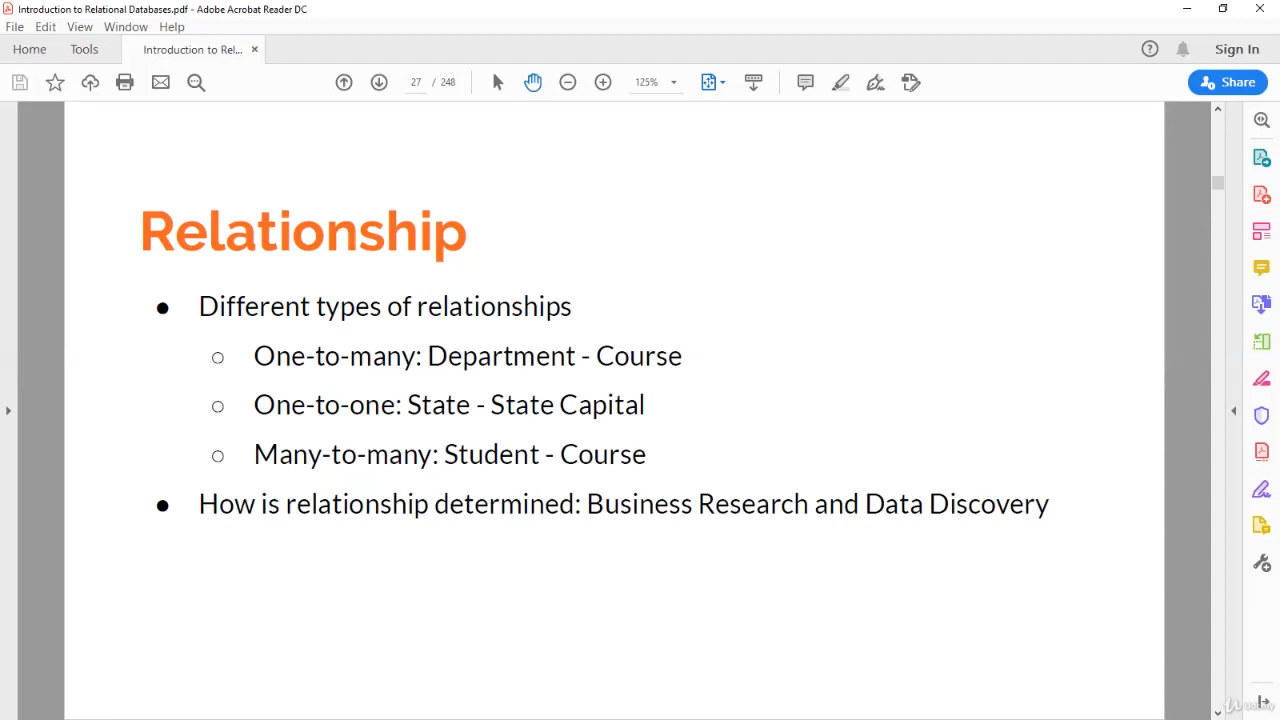 Introduction to Relational Databases.pdf - Adobe Acrobat Reader DC
File Edit View Window Help
Home Tools Introduction to Rel... × Sign In
27 / 248 125% Share
Relationship
● Different types of relationships
○ One-to-many: Department - Course
○ One-to-one: State - State Capital
○ Many-to-many: Student - Course
● How is relationship determined: Business Research and Data Discovery
Udemy